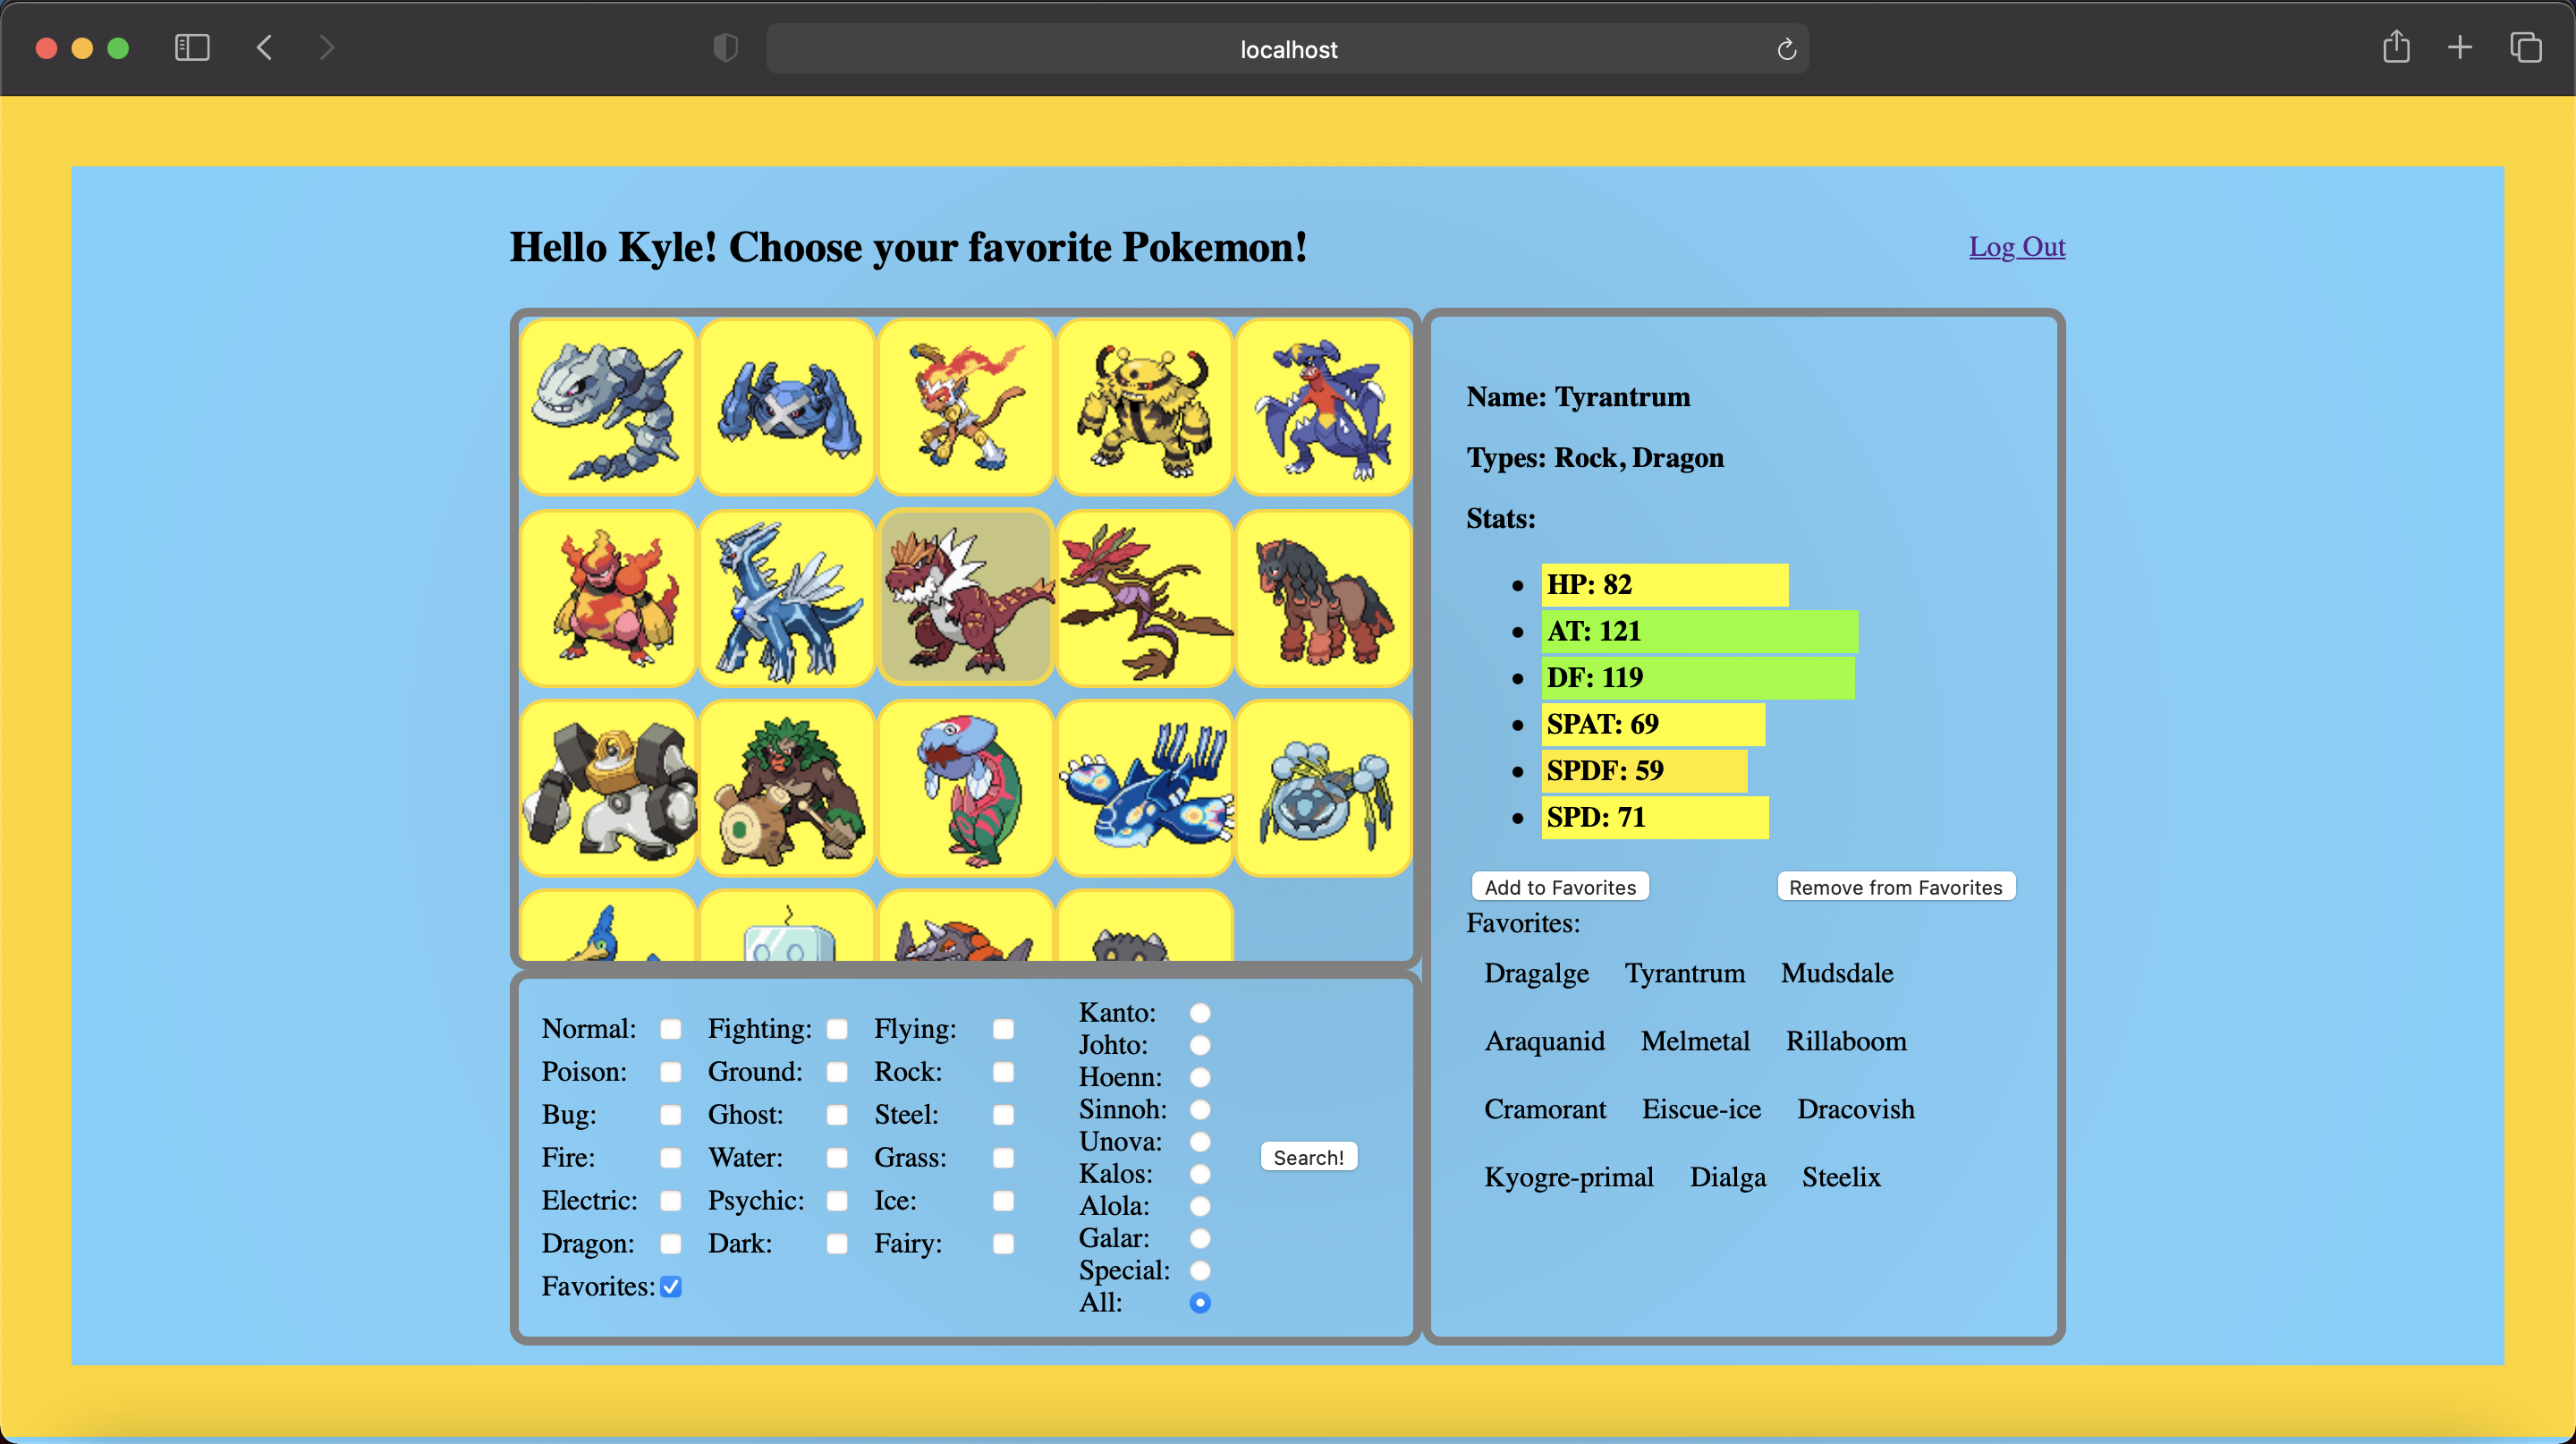 localhost
Hello Kyle! Choose your favorite Pokemon!
Log Out
Name: Tyrantrum
Types: Rock, Dragon
Stats:
HP: 82
AT: 121
DF: 119
SPAT: 69
SPDF: 59
SPD: 71
Add to Favorites Remove from Favorites
Favorites:
Dragalge Tyrantrum Mudsdale
Araquanid Melmetal Rillaboom
Cramorant Eiscue-ice Dracovish
Kyogre-primal Dialga Steelix
Normal: Fighting: Flying:
Poison: Ground: Rock:
Bug: Ghost: Steel:
Fire: Water: Grass:
Electric: Psychic: Ice:
Dragon: Dark: Fairy:
Favorites:
Kanto:
Johto:
Hoenn:
Sinnoh:
Unova:
Kalos:
Alola:
Galar:
Special:
All:
Search!